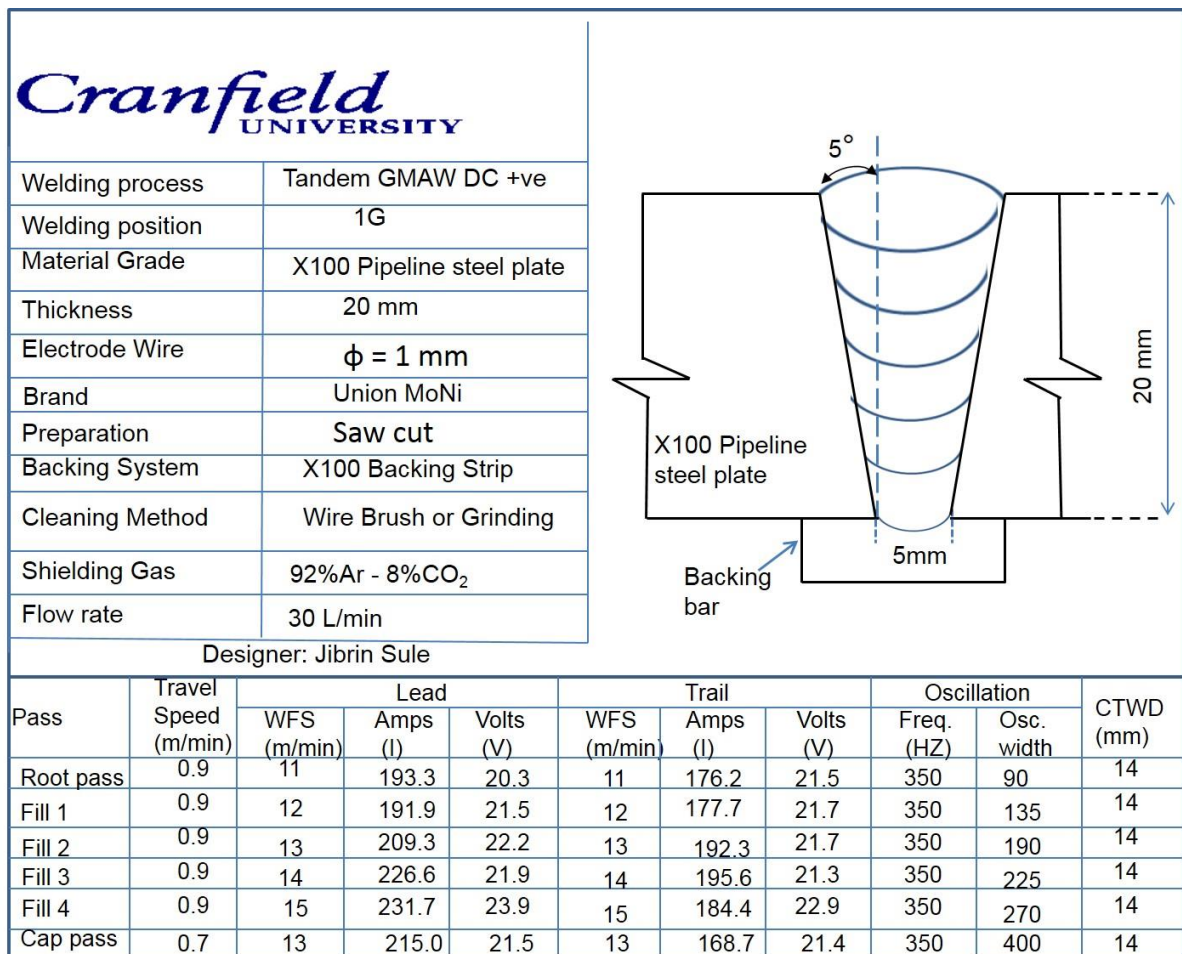 Cranfield
UNIVERSITY
Welding process Tandem GMAW DC +ve
Welding position 1G
Material Grade X100 Pipeline steel plate
Thickness 20 mm
Electrode Wire ϕ = 1 mm
Brand Union MoNi
Preparation Saw cut
Backing System X100 Backing Strip
Cleaning Method Wire Brush or Grinding
Shielding Gas 92%Ar - 8%CO₂
Flow rate 30 L/min
Designer: Jibrin Sule
5°
20 mm
X100 Pipeline
steel plate
5mm
Backing
bar
Pass Travel Speed (m/min) Lead Trail Oscillation CTWD (mm)
WFS (m/min) Amps (I) Volts (V) WFS (m/min) Amps (I) Volts (V) Freq. (HZ) Osc. width
Root pass 0.9 11 193.3 20.3 11 176.2 21.5 350 90 14
Fill 1 0.9 12 191.9 21.5 12 177.7 21.7 350 135 14
Fill 2 0.9 13 209.3 22.2 13 192.3 21.7 350 190 14
Fill 3 0.9 14 226.6 21.9 14 195.6 21.3 350 225 14
Fill 4 0.9 15 231.7 23.9 15 184.4 22.9 350 270 14
Cap pass 0.7 13 215.0 21.5 13 168.7 21.4 350 400 14